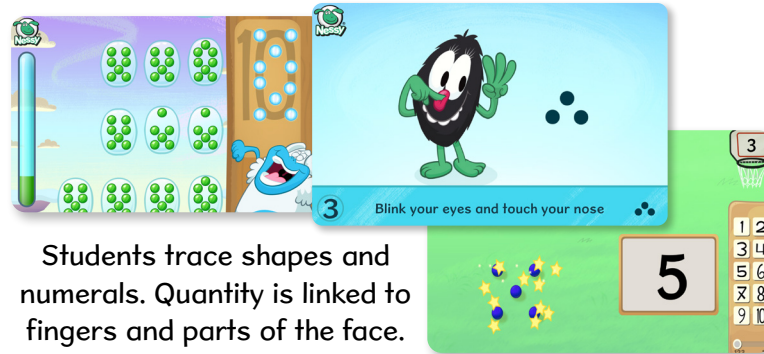 Nessy
10
Nessy
3 Blink your eyes and touch your nose
3
5
1 2
3 4
5 6
7 8
9 10
Students trace shapes and
numerals. Quantity is linked to
fingers and parts of the face.